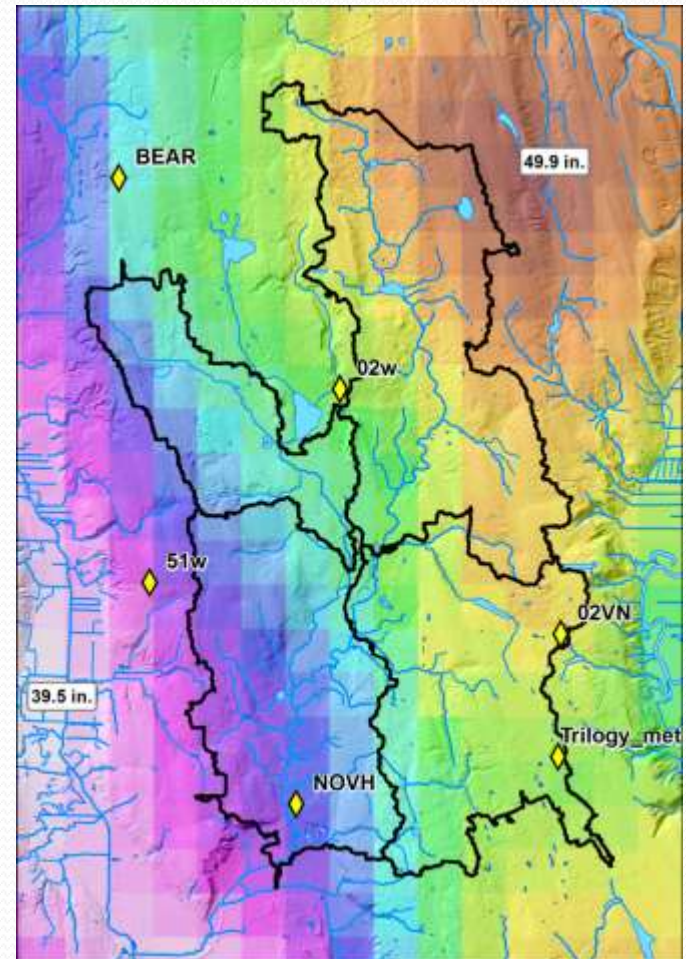 BEAR
49.9 in.
02w
51w
02VN
39.5 in.
Trilogy_met
NOVH